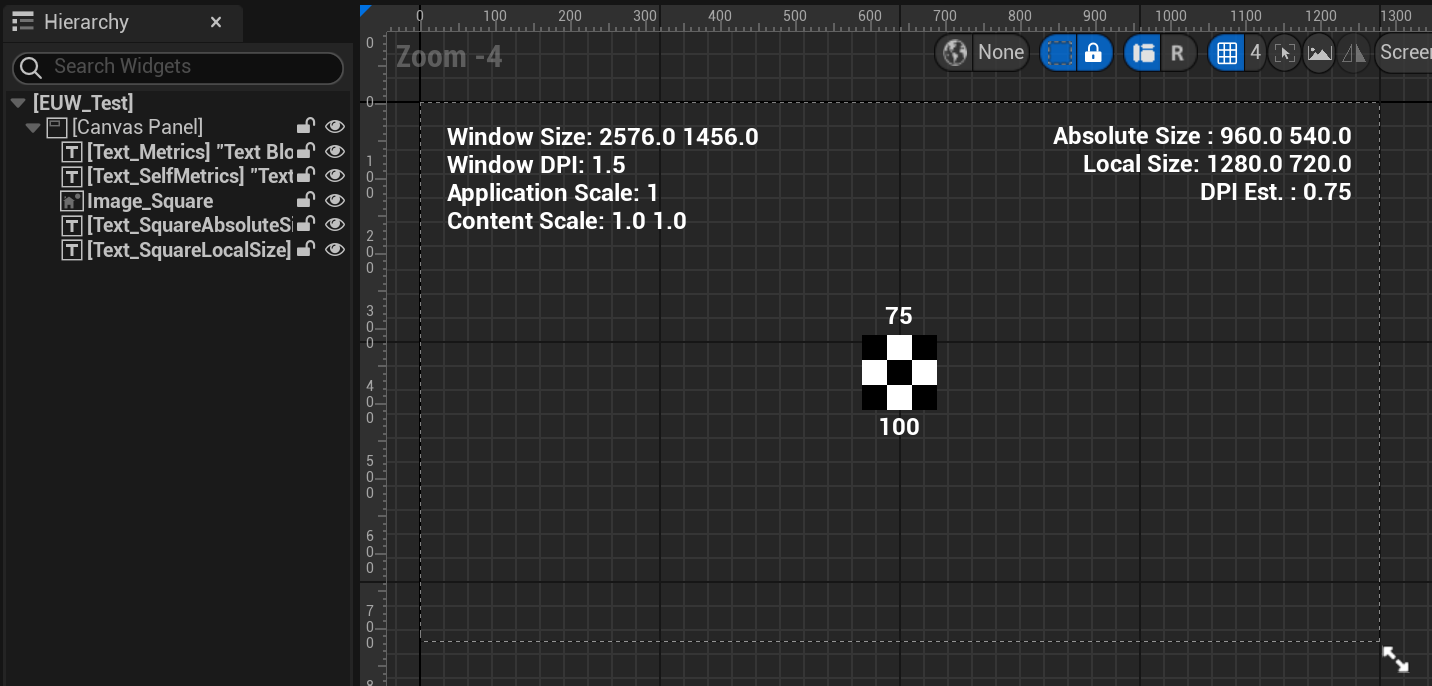 Hierarchy
Search Widgets
[EUW_Test]
[Canvas Panel]
[Text_Metrics] "Text Blo
[Text_SelfMetrics] "Text
Image_Square
[Text_SquareAbsoluteSi
[Text_SquareLocalSize]
0 100 200 300 400 500 600 700 800 900 1000 1100 1200 1300
Zoom -4
None
R
4
Screen
0
0
100
200
300
400
500
600
700
8
Window Size: 2576.0 1456.0
Window DPI: 1.5
Application Scale: 1
Content Scale: 1.0 1.0
Absolute Size : 960.0 540.0
Local Size: 1280.0 720.0
DPI Est. : 0.75
75
100